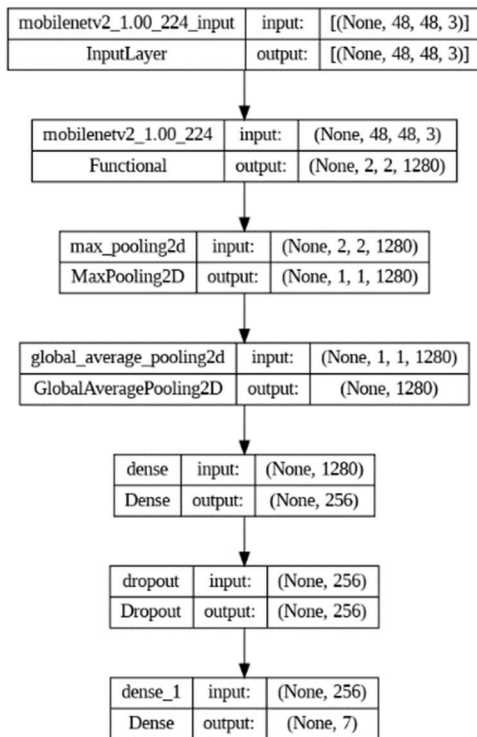 mobilenetv2_1.00_224_input input: [(None, 48, 48, 3)]
InputLayer output: [(None, 48, 48, 3)]
mobilenetv2_1.00_224 input: (None, 48, 48, 3)
Functional output: (None, 2, 2, 1280)
max_pooling2d input: (None, 2, 2, 1280)
MaxPooling2D output: (None, 1, 1, 1280)
global_average_pooling2d input: (None, 1, 1, 1280)
GlobalAveragePooling2D output: (None, 1280)
dense input: (None, 1280)
Dense output: (None, 256)
dropout input: (None, 256)
Dropout output: (None, 256)
dense_1 input: (None, 256)
Dense output: (None, 7)